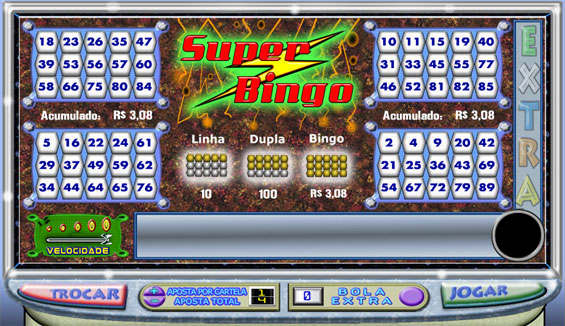 18 23 26 35 47
39 53 54 56 57 60
58 66 75 80 84
Super
Bingo
10 11 15 19 40
31 33 45 55 77
46 52 81 82 85
Acumulado: R$ 3,08
Acumulado: R$ 3,08
Linha Dupla Bingo
10 100 R$ 3,08
5 16 21 22 24
29 37 49 59 62
34 44 61 64 76
2 4 9 20 42
21 25 36 43 69
54 67 72 79 89
EXTRA
VELOCIDADE
TROCAR
APOSTA POR CARTELA
APOSTA TOTAL
4
0
BOLA
EXTRA
JOGAR